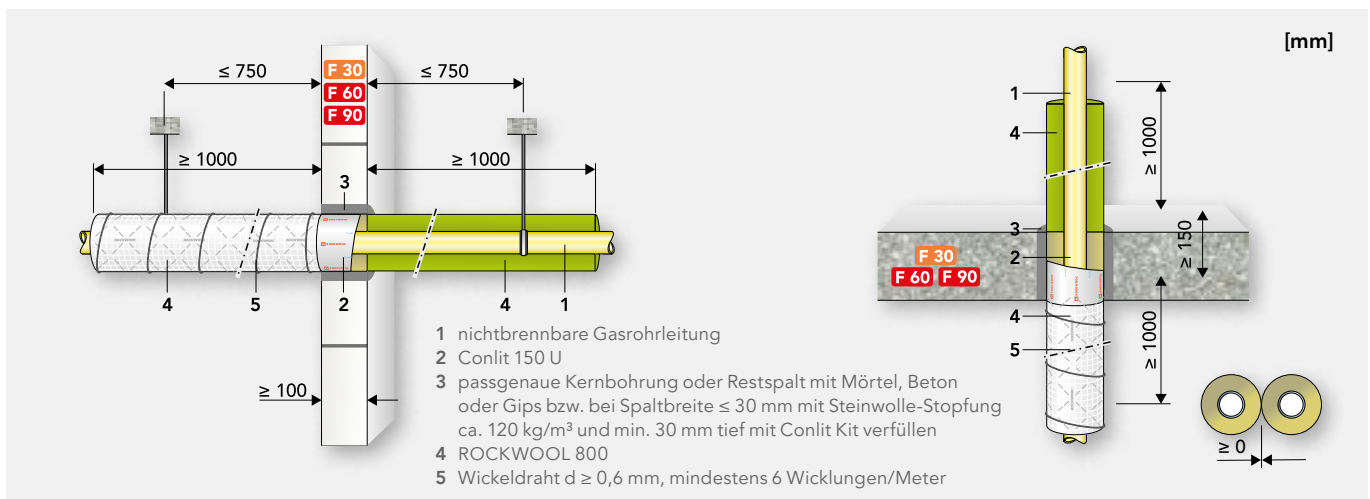 [mm]
≤ 750
≤ 750
F 30
F 60
F 90
≥ 1000
≥ 1000
3
4
5
2
4
1
≥ 100
1 nichtbrennbare Gasrohrleitung
2 Conlit 150 U
3 passgenaue Kernbohrung oder Restspalt mit Mörtel, Beton
oder Gips bzw. bei Spaltbreite ≤ 30 mm mit Steinwolle-Stopfung
ca. 120 kg/m³ und min. 30 mm tief mit Conlit Kit verfüllen
4 ROCKWOOL 800
5 Wickeldraht d ≥ 0,6 mm, mindestens 6 Wicklungen/Meter
1
4
≥ 1000
3
2
≥ 150
F 30
F 60 F 90
4
5
≥ 1000
≥ 0